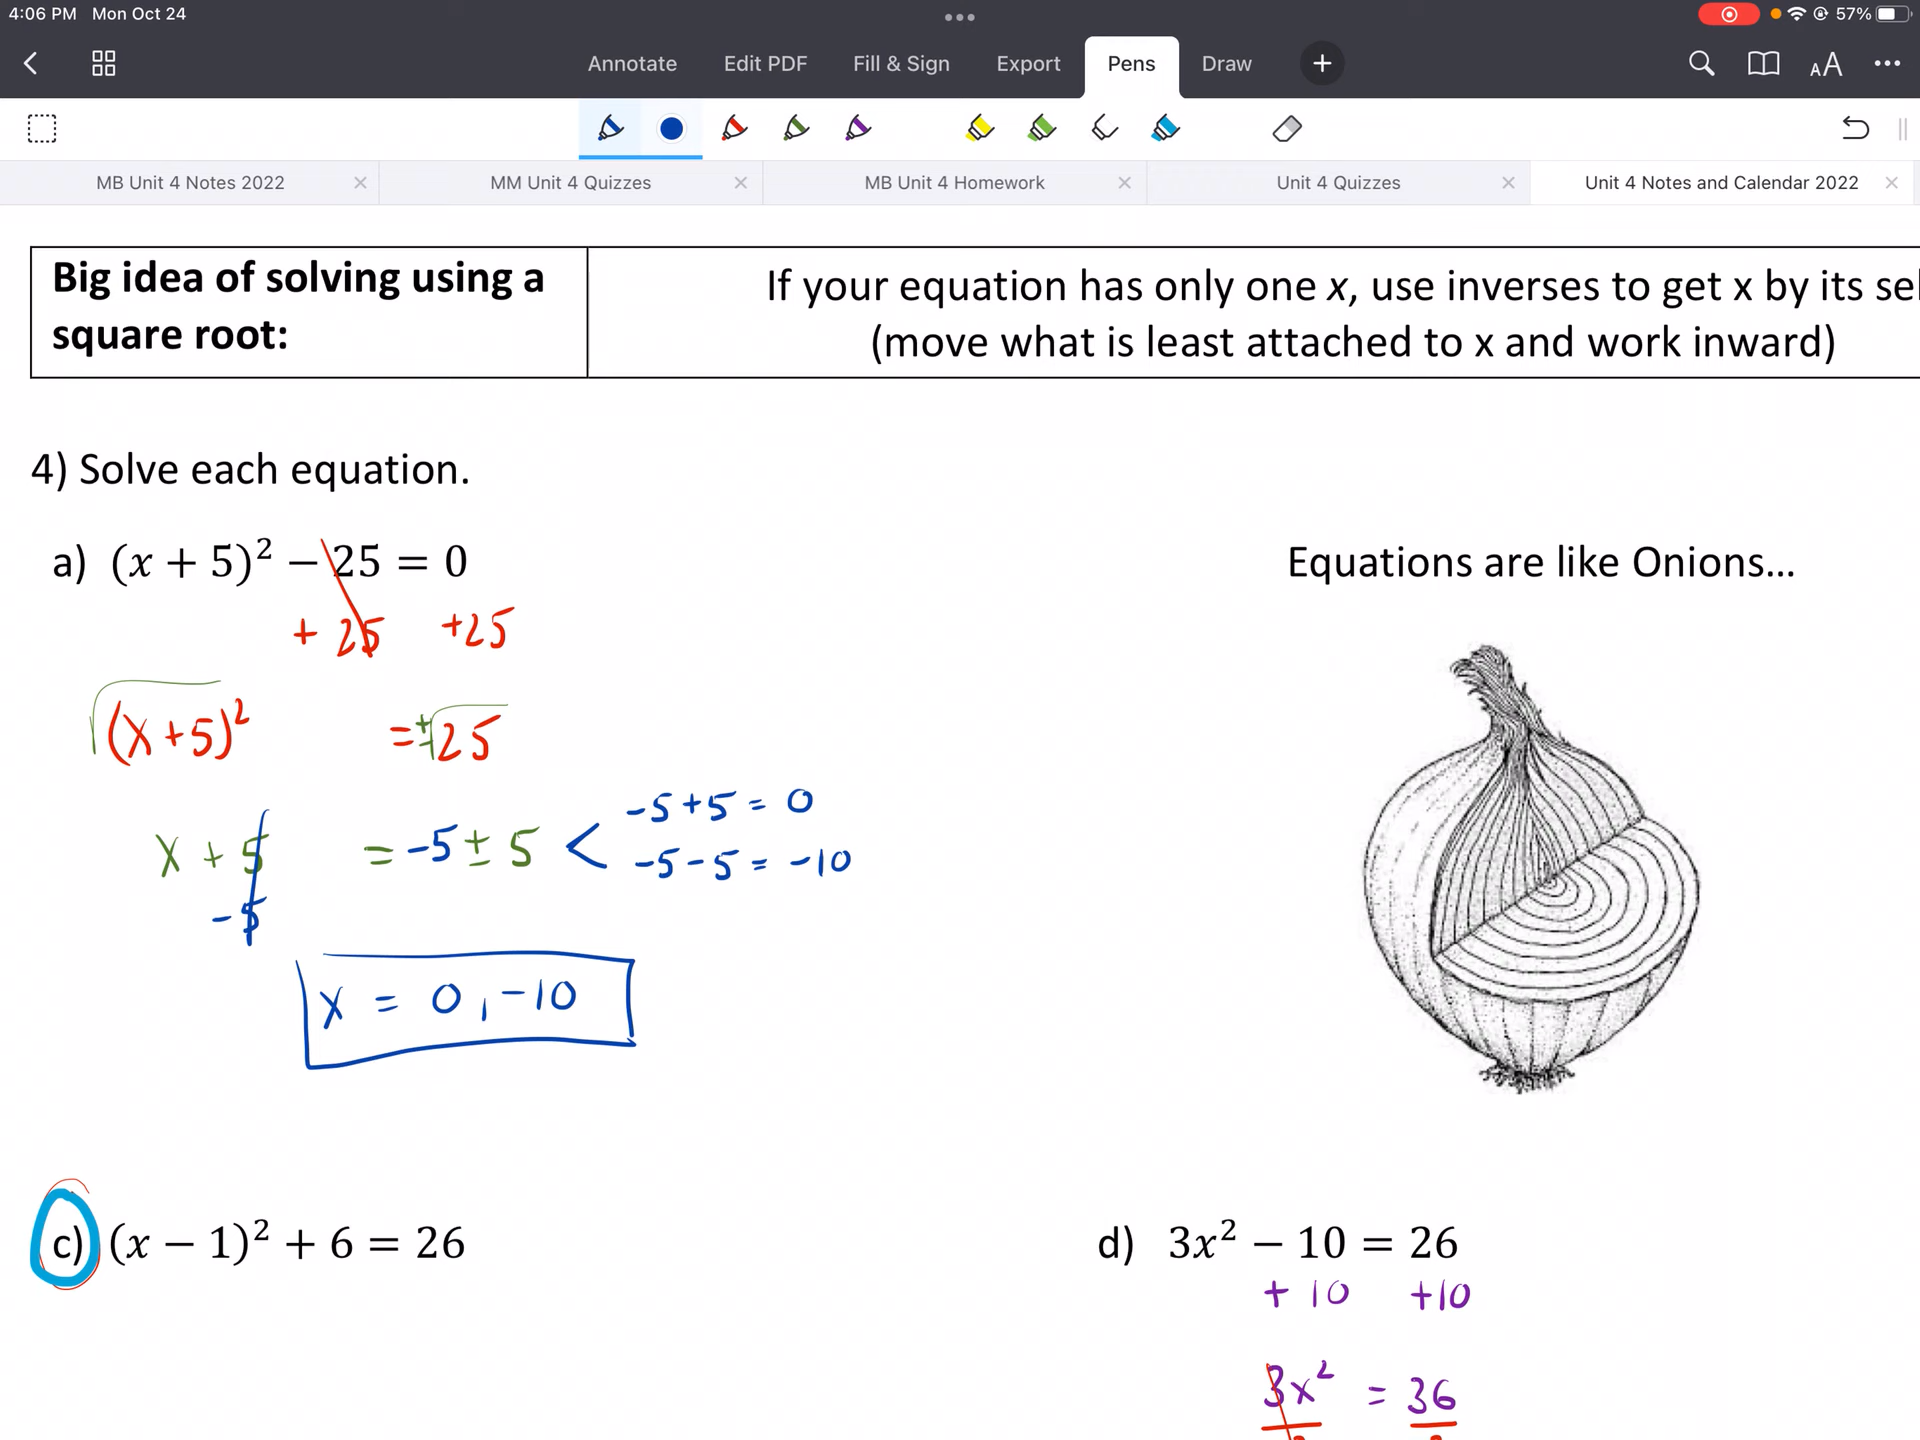 4:06 PM Mon Oct 24
57%
Annotate Edit PDF Fill & Sign Export Pens Draw
AA
MB Unit 4 Notes 2022
MM Unit 4 Quizzes
MB Unit 4 Homework
Unit 4 Quizzes
Unit 4 Notes and Calendar 2022
Big idea of solving using a
square root:
If your equation has only one x, use inverses to get x by its sel
(move what is least attached to x and work inward)
4) Solve each equation.
a) (x + 5)² − 25 = 0
+ 25 +25
√(x+5)² = ±√25
x + 5 = -5 ± 5 <
-5+5 = 0
-5-5 = -10
-5
x = 0, -10
Equations are like Onions...
c) (x − 1)² + 6 = 26
d) 3x² − 10 = 26
+ 10 +10
3x² = 36